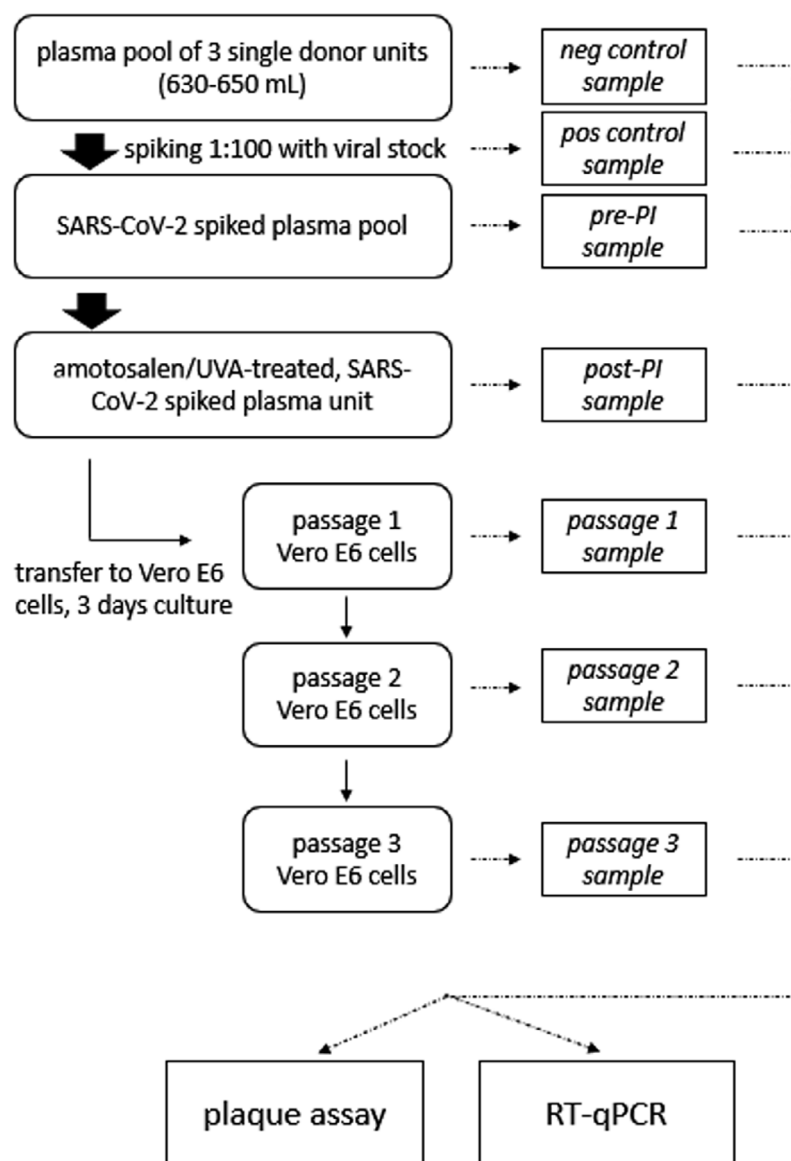 plasma pool of 3 single donor units
(630-650 mL)
neg control
sample
spiking 1:100 with viral stock
pos control
sample
SARS-CoV-2 spiked plasma pool
pre-PI
sample
amotosalen/UVA-treated, SARS-
CoV-2 spiked plasma unit
post-PI
sample
transfer to Vero E6
cells, 3 days culture
passage 1
Vero E6 cells
passage 1
sample
passage 2
Vero E6 cells
passage 2
sample
passage 3
Vero E6 cells
passage 3
sample
plaque assay
RT-qPCR